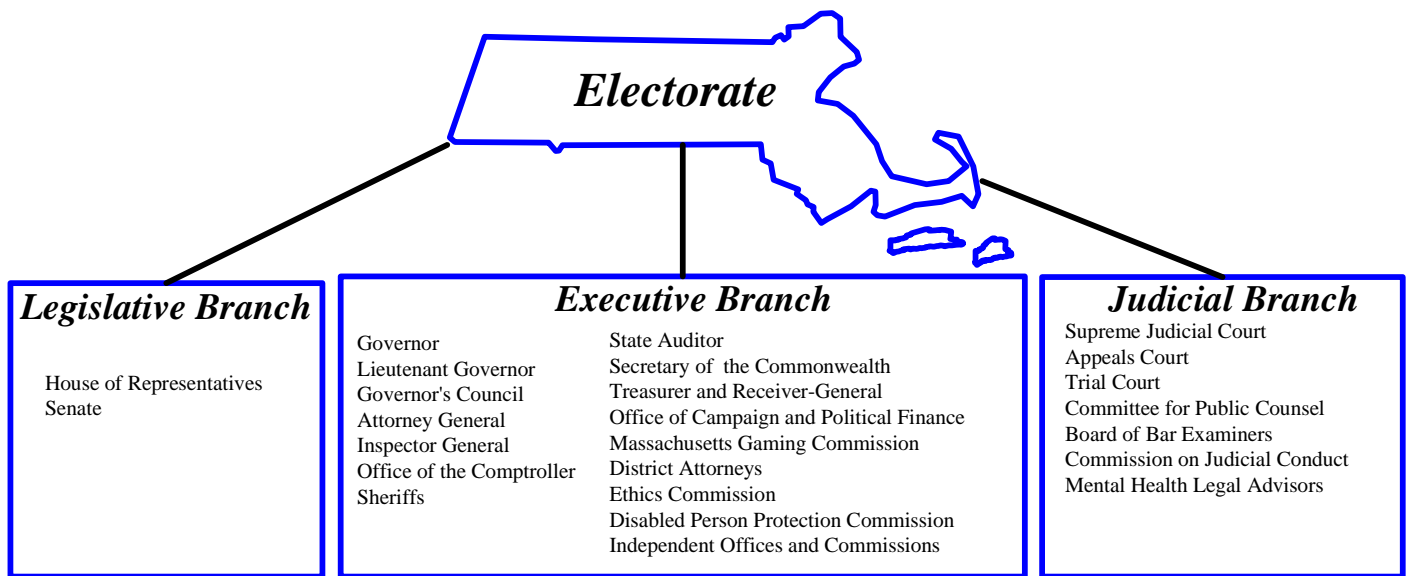 Electorate
Legislative Branch
House of Representatives
Senate
Executive Branch
Governor
Lieutenant Governor
Governor's Council
Attorney General
Inspector General
Office of the Comptroller
Sheriffs
State Auditor
Secretary of the Commonwealth
Treasurer and Receiver-General
Office of Campaign and Political Finance
Massachusetts Gaming Commission
District Attorneys
Ethics Commission
Disabled Person Protection Commission
Independent Offices and Commissions
Judicial Branch
Supreme Judicial Court
Appeals Court
Trial Court
Committee for Public Counsel
Board of Bar Examiners
Commission on Judicial Conduct
Mental Health Legal Advisors